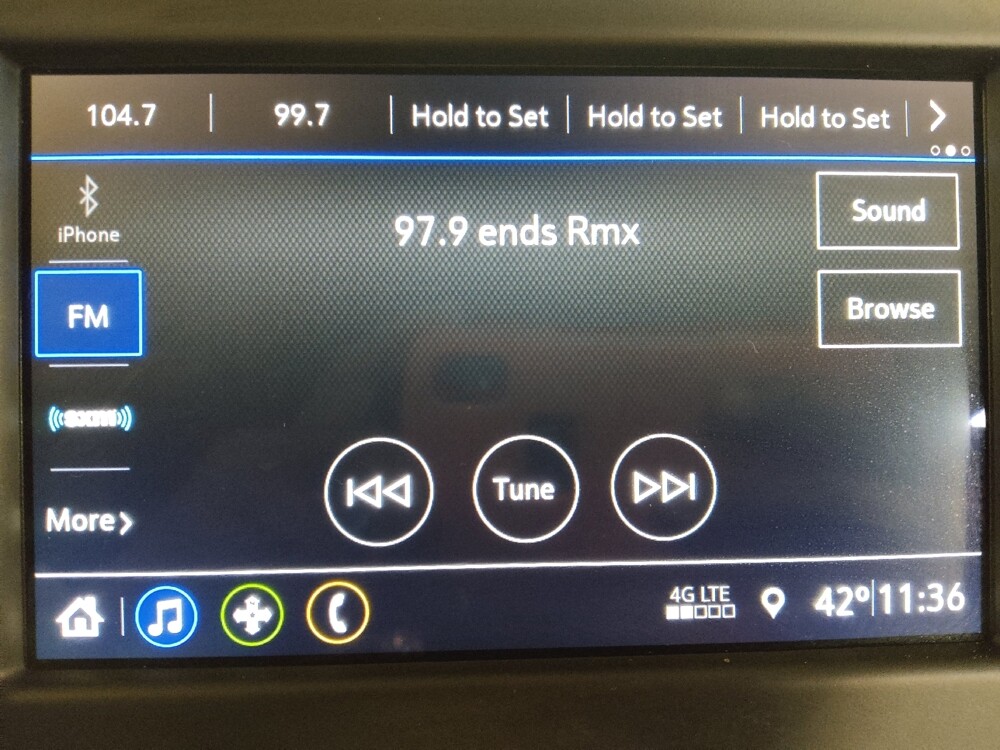 104.7 99.7 Hold to Set Hold to Set Hold to Set
iPhone
97.9 ends Rmx
Sound
FM
Browse
SXM
More
Tune
4G LTE
42° 11:36